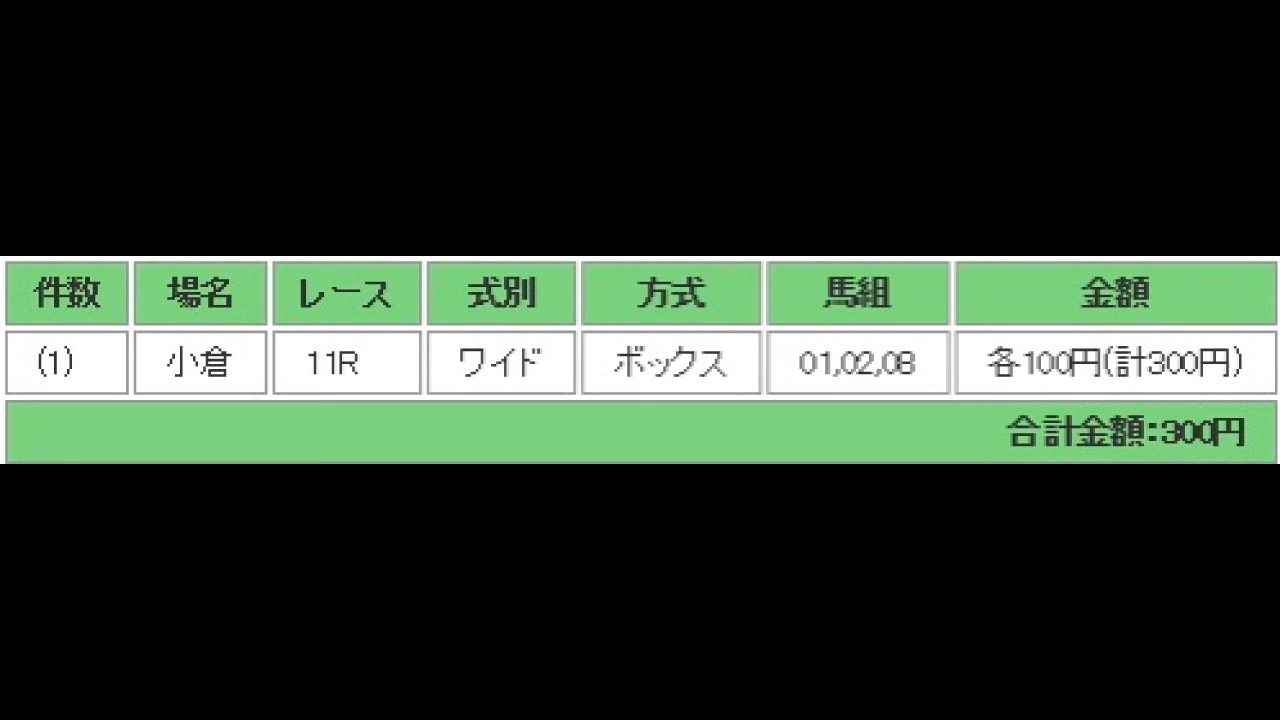 件数 場名 レース 式別 方式 馬組 金額
(1) 小倉 11R ワイド ボックス 01,02,08 各100円(計300円)
合計金額:300円